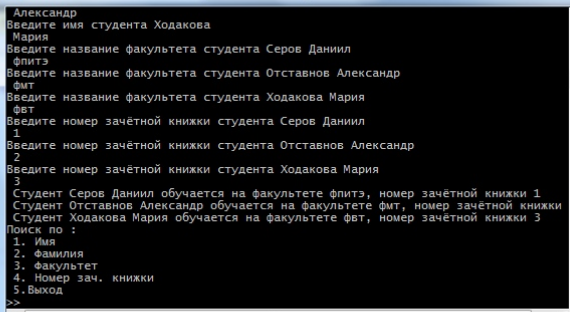 Александр
Введите имя студента Ходакова
Мария
Введите название факультета студента Серов Даниил
фпитэ
Введите название факультета студента Отставнов Александр
фмт
Введите название факультета студента Ходакова Мария
фвт
Введите номер зачётной книжки студента Серов Даниил
1
Введите номер зачётной книжки студента Отставнов Александр
2
Введите номер зачётной книжки студента Ходакова Мария
3
Студент Серов Даниил обучается на факультете фпитэ, номер зачётной книжки 1
Студент Отставнов Александр обучается на факультете фмт, номер зачётной книжки
Студент Ходакова Мария обучается на факультете фвт, номер зачётной книжки 3
Поиск по :
1. Имя
2. Фамилия
3. Факультет
4. Номер зач. книжки
5.Выход
>>